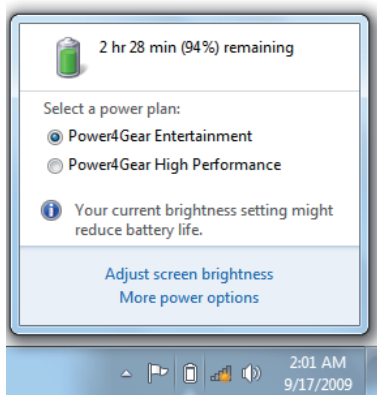 2 hr 28 min (94%) remaining
Select a power plan:
Power4Gear Entertainment
Power4Gear High Performance
Your current brightness setting might
reduce battery life.
Adjust screen brightness
More power options
2:01 AM
9/17/2009